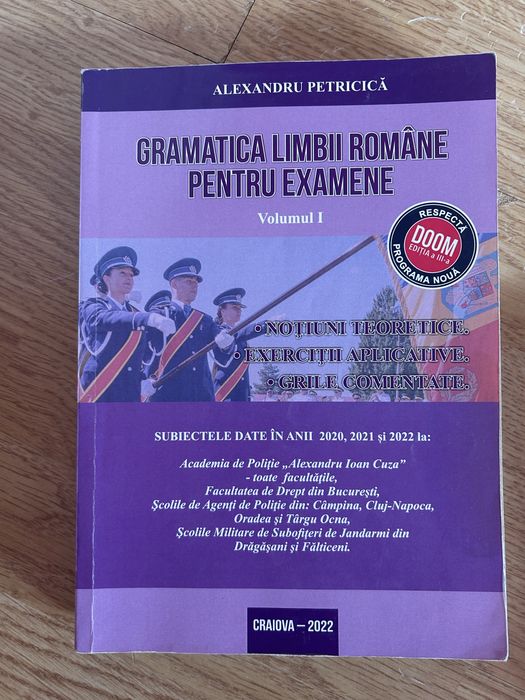 ALEXANDRU PETRICICĂ
GRAMATICA LIMBII ROMÂNE
PENTRU EXAMENE
Volumul I
RESPECTĂ
DOOM
EDIȚIA a III-a
PROGRAMA NOUĂ
• NOȚIUNI TEORETICE.
• EXERCIȚII APLICATIVE.
• GRILE COMENTATE.
SUBIECTELE DATE ÎN ANII 2020, 2021 și 2022 la:
Academia de Poliție „Alexandru Ioan Cuza”
- toate facultățile,
Facultatea de Drept din București,
Școlile de Agenți de Poliție din: Câmpina, Cluj-Napoca,
Oradea și Târgu Ocna,
Școlile Militare de Subofițeri de Jandarmi din
Drăgășani și Fălticeni.
CRAIOVA – 2022